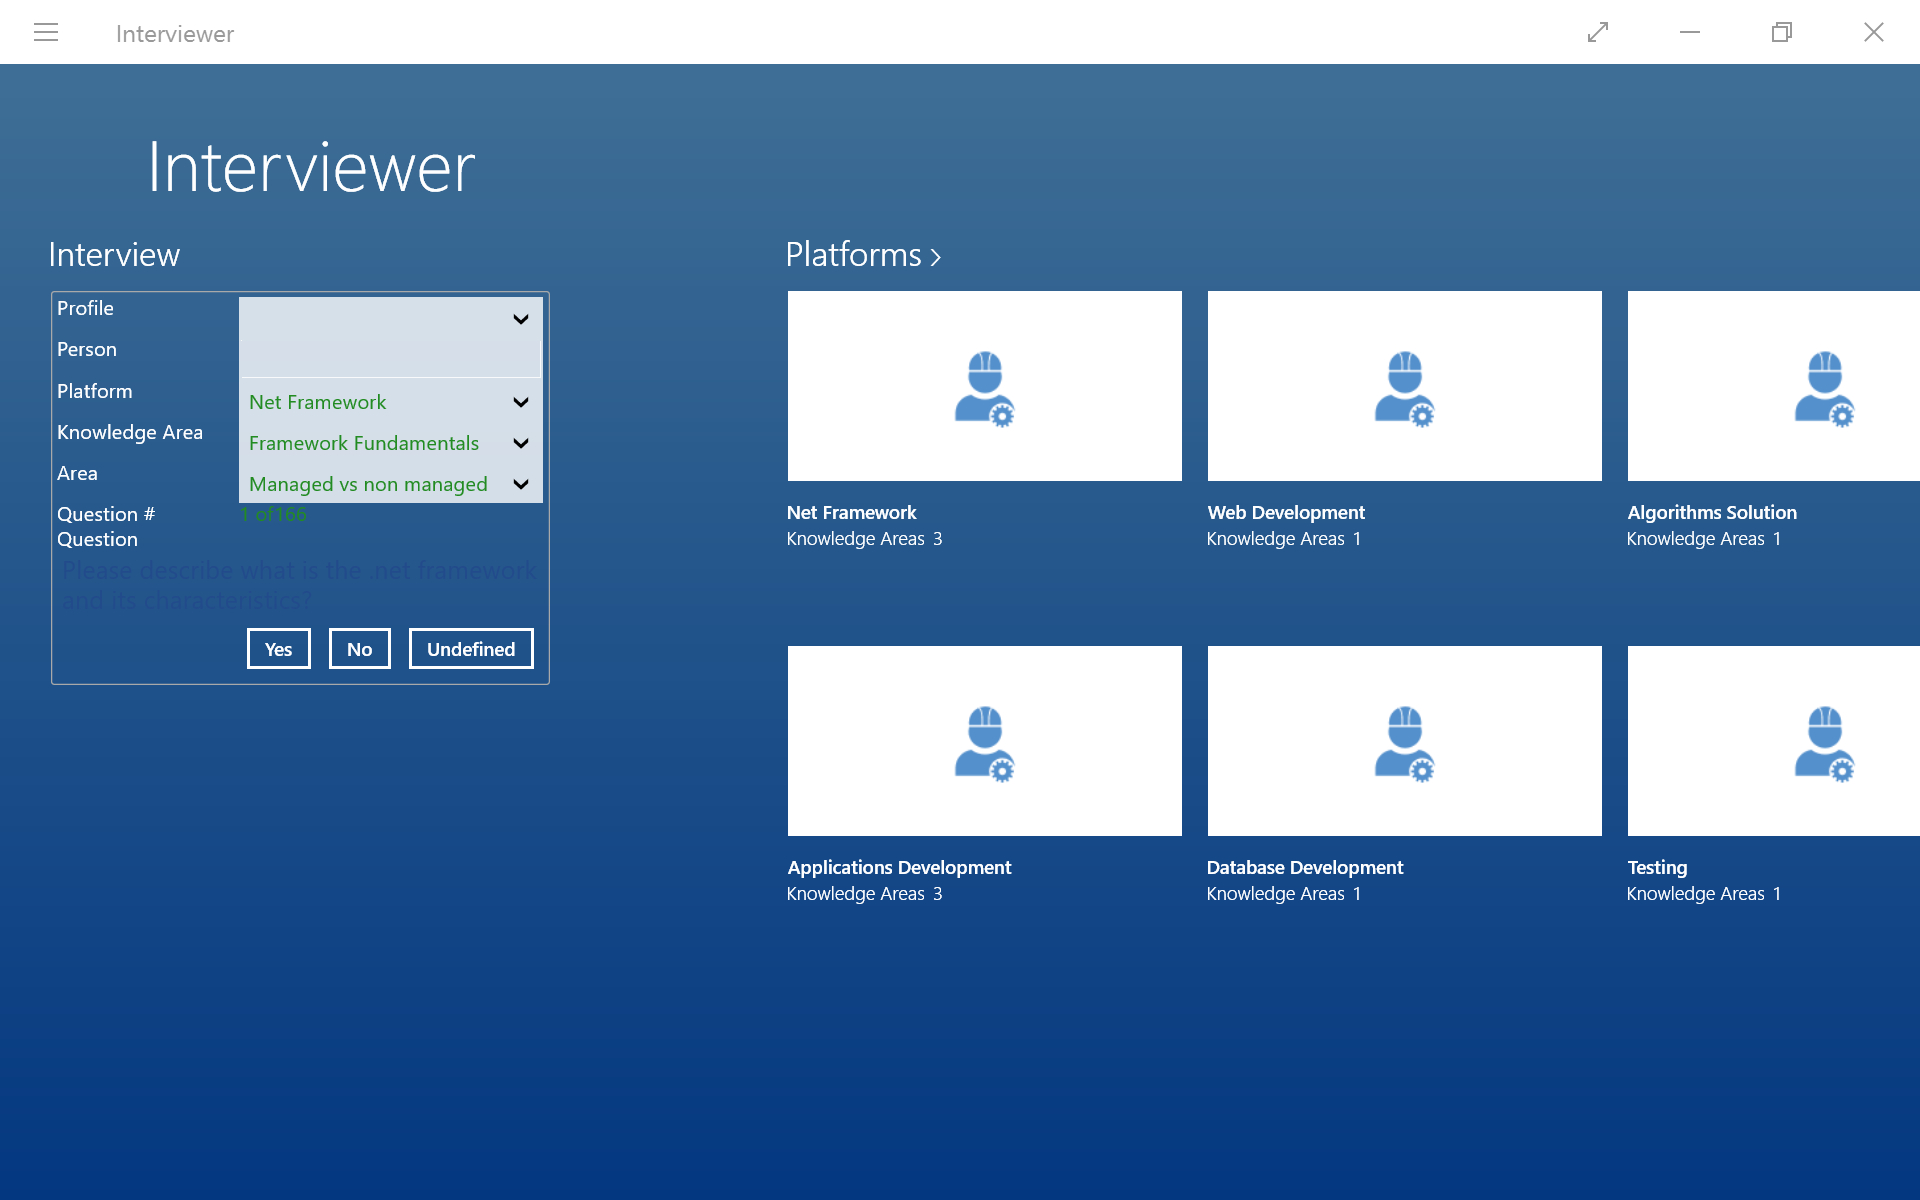 Interviewer
Interviewer
Interview
Profile
Person
Platform
Net Framework
Knowledge Area
Framework Fundamentals
Area
Managed vs non managed
Question #
1 of166
Question
Please describe what is the .net framework
and its characteristics?
Yes
No
Undefined
Platforms
Net Framework
Knowledge Areas 3
Web Development
Knowledge Areas 1
Algorithms Solution
Knowledge Areas 1
Applications Development
Knowledge Areas 3
Database Development
Knowledge Areas 1
Testing
Knowledge Areas 1